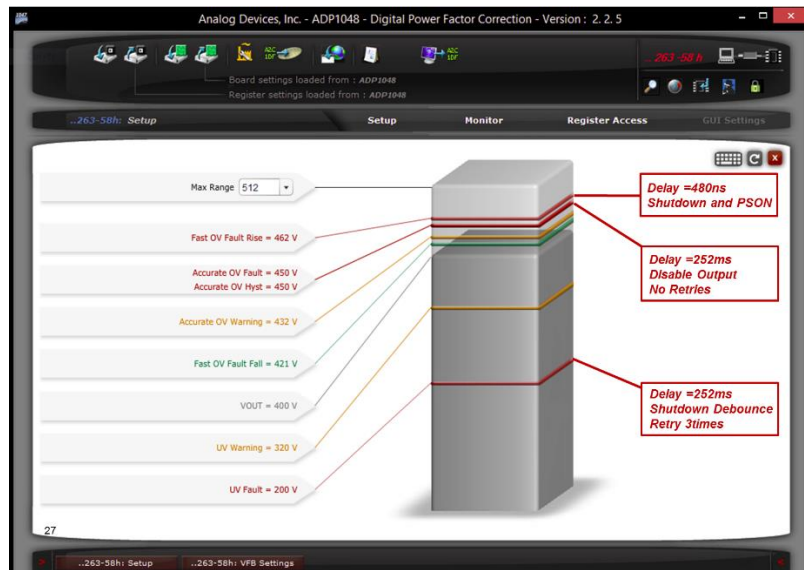 Analog Devices, Inc. - ADP1048 - Digital Power Factor Correction - Version : 2. 2. 5
Board settings loaded from : ADP1048
Register settings loaded from : ADP1048
..263-58h
..263-58h: Setup
Setup
Monitor
Register Access
GUI Settings
Max Range 512
Fast OV Fault Rise = 462 V
Accurate OV Fault = 450 V
Accurate OV Hyst = 450 V
Accurate OV Warning = 432 V
Fast OV Fault Fall = 421 V
VOUT = 400 V
UV Warning = 320 V
UV Fault = 200 V
Delay =480ns
Shutdown and PSON
Delay =252ms
Disable Output
No Retries
Delay =252ms
Shutdown Debounce
Retry 3times
27
..263-58h: Setup
..263-58h: VFB Settings